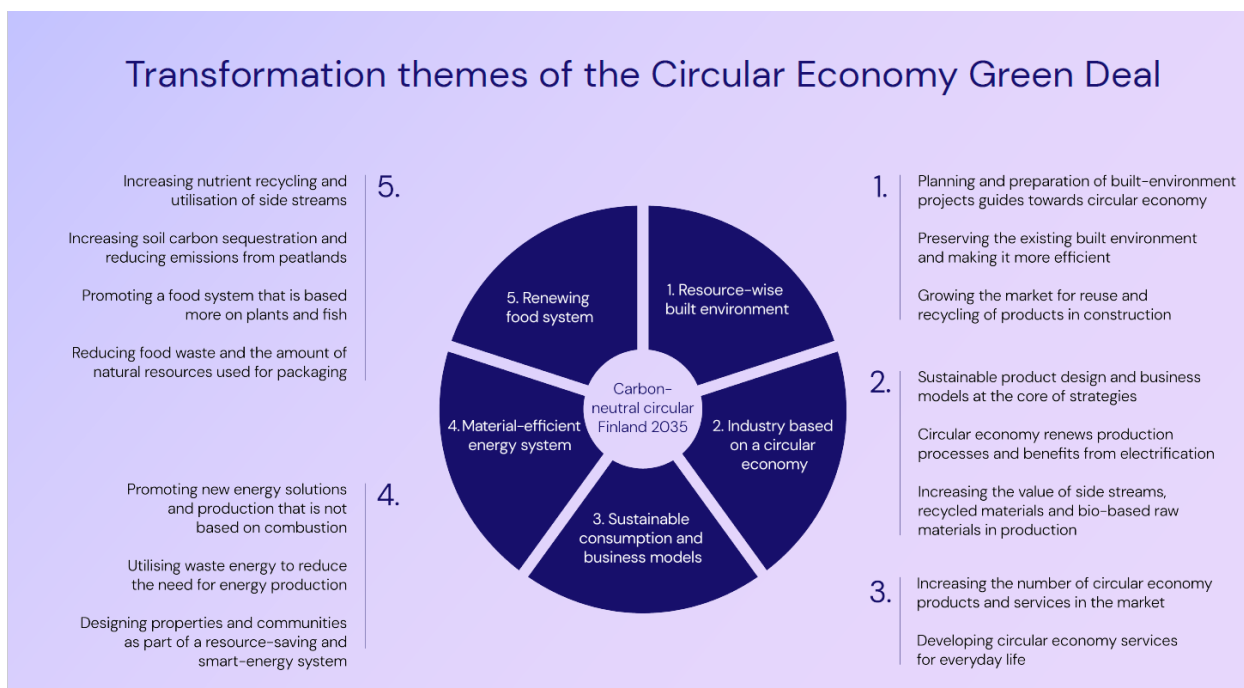 Transformation themes of the Circular Economy Green Deal
5.
Increasing nutrient recycling and
utilisation of side streams
Increasing soil carbon sequestration and
reducing emissions from peatlands
Promoting a food system that is based
more on plants and fish
Reducing food waste and the amount of
natural resources used for packaging
4.
Promoting new energy solutions
and production that is not
based on combustion
Utilising waste energy to reduce
the need for energy production
Designing properties and communities
as part of a resource-saving and
smart-energy system
5. Renewing
food system
1. Resource-wise
built environment
4. Material-efficient
energy system
Carbon-
neutral circular
Finland 2035
2. Industry based
on a circular
economy
3. Sustainable
consumption and
business models
1.
Planning and preparation of built-environment
projects guides towards circular economy
Preserving the existing built environment
and making it more efficient
Growing the market for reuse and
recycling of products in construction
2.
Sustainable product design and business
models at the core of strategies
Circular economy renews production
processes and benefits from electrification
Increasing the value of side streams,
recycled materials and bio-based raw
materials in production
3.
Increasing the number of circular economy
products and services in the market
Developing circular economy services
for everyday life